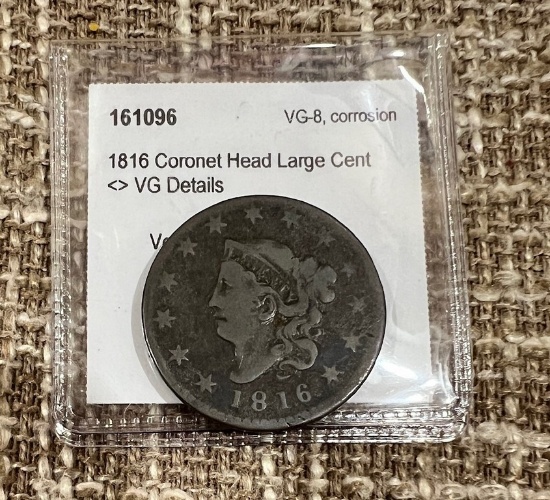 161096 VG-8, corrosion
1816 Coronet Head Large Cent
<> VG Details
1816